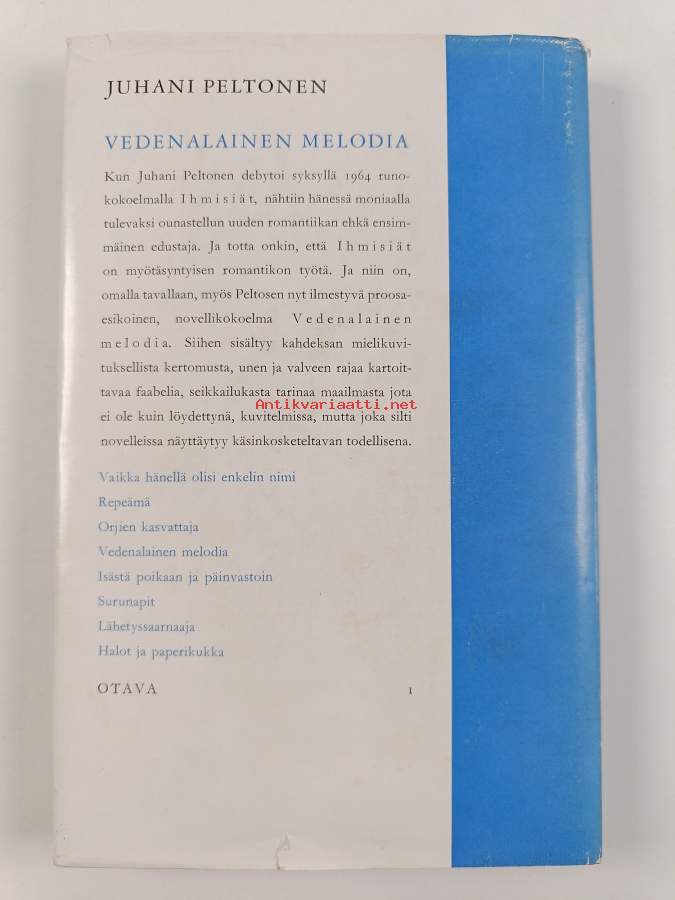 JUHANI PELTONEN
VEDENALAINEN MELODIA
Kun Juhani Peltonen debytoi syksyllä 1964 runo-
kokoelmalla Ihmisiät, nähtiin hänessä moniaalla
tulevaksi ounastellun uuden romantiikan ehkä ensim-
mäinen edustaja. Ja totta onkin, että Ihmisiät
on myötäsyntyisen romantikon työtä. Ja niin on,
omalla tavallaan, myös Peltosen nyt ilmestyvä proosa-
esikoinen, novellikokoelma Vedenalainen
melodia. Siihen sisältyy kahdeksan mielikuvi-
tuksellista kertomusta, unen ja valveen rajaa kartoit-
tavaa faabelia, seikkailukasta tarinaa maailmasta jota
Antikvariaatti.net
ei ole kuin löydettynä, kuvitelmissa, mutta joka silti
novelleissa näyttäytyy käsinkosketeltavan todellisena.
Vaikka hänellä olisi enkelin nimi
Repeämä
Orjien kasvattaja
Vedenalainen melodia
Isästä poikaan ja päinvastoin
Surunapit
Lähetyssaarnaaja
Halot ja paperikukka
OTAVA 1